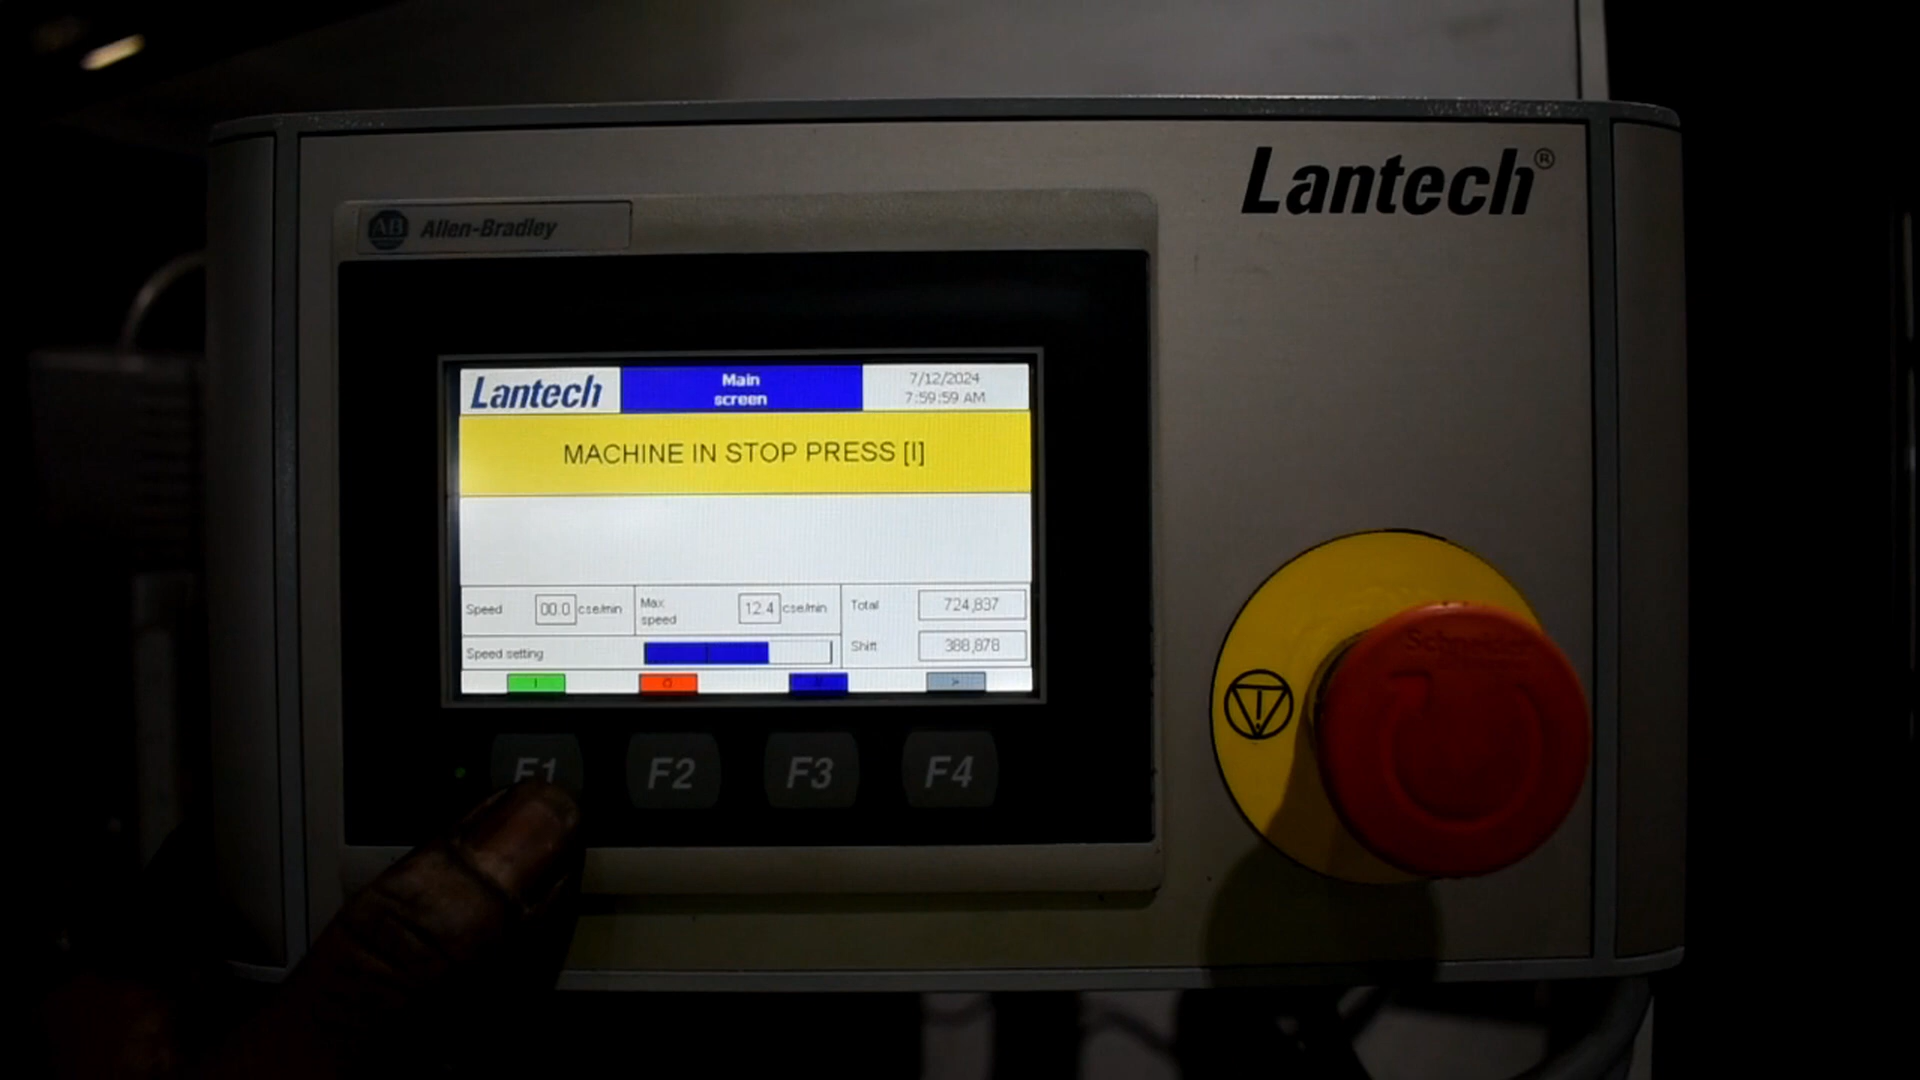 Lantech®
AB Allen-Bradley
Lantech
Main
screen
7/12/2024
7:59:59 AM
MACHINE IN STOP PRESS [I]
Speed 00.0 cse/min
Max
speed
12.4 cse/min
Total 724,837
Shift 388,878
Speed setting
I
O
>
F1 F2 F3 F4